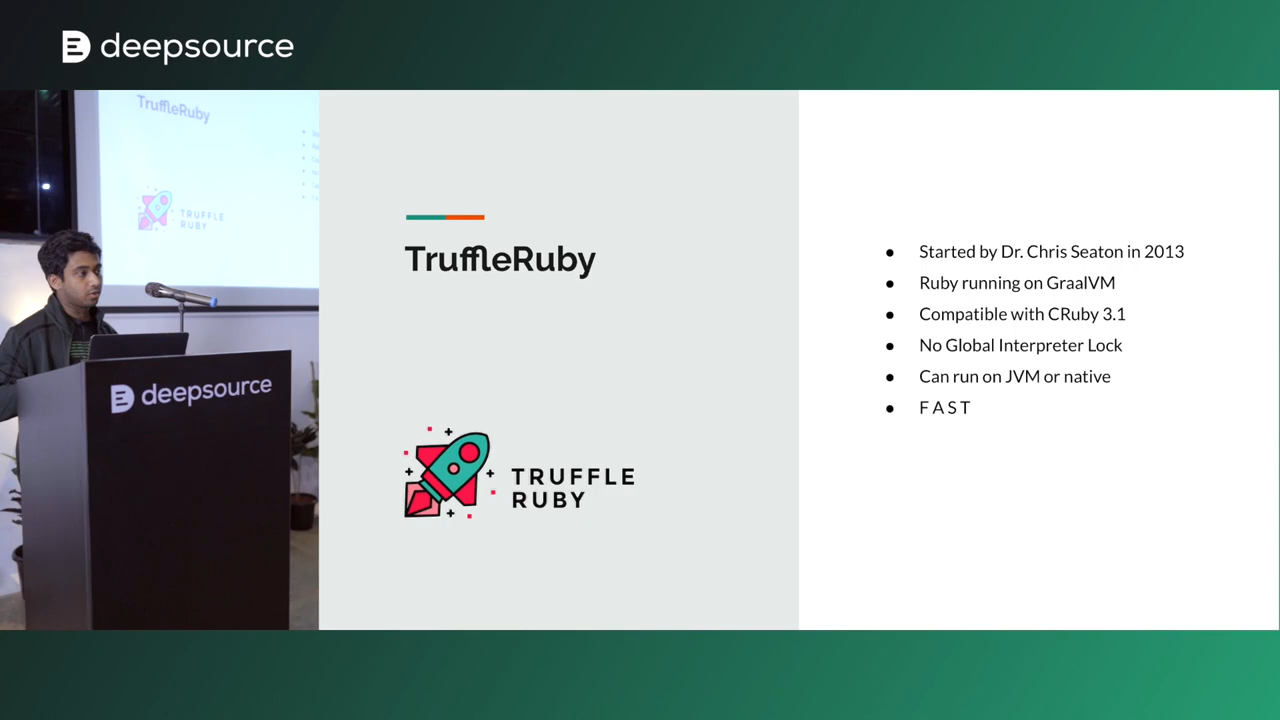 deepsource
TruffleRuby
TRUFFLE
RUBY
deepsource
TruffleRuby
TRUFFLE
RUBY
● Started by Dr. Chris Seaton in 2013
● Ruby running on GraalVM
● Compatible with CRuby 3.1
● No Global Interpreter Lock
● Can run on JVM or native
● F A S T